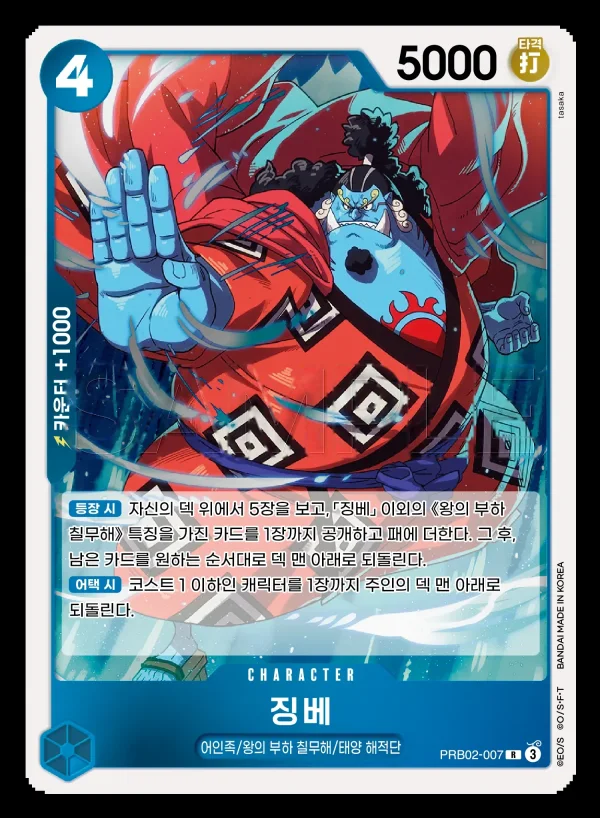 4
5000
타격
打
tasaka
⚡카운터 +1000
SAMPLE
등장 시 자신의 덱 위에서 5장을 보고, 「징베」 이외의 《왕의 부하
칠무해》 특징을 가진 카드를 1장까지 공개하고 패에 더한다. 그 후,
남은 카드를 원하는 순서대로 덱 맨 아래로 되돌린다.
어택 시 코스트 1 이하인 캐릭터를 1장까지 주인의 덱 맨 아래로
되돌린다.
CHARACTER
징베
어인족/왕의 부하 칠무해/태양 해적단
PRB02-007 R 3
©EO/S ©O/S·F·T BANDAI MADE IN KOREA